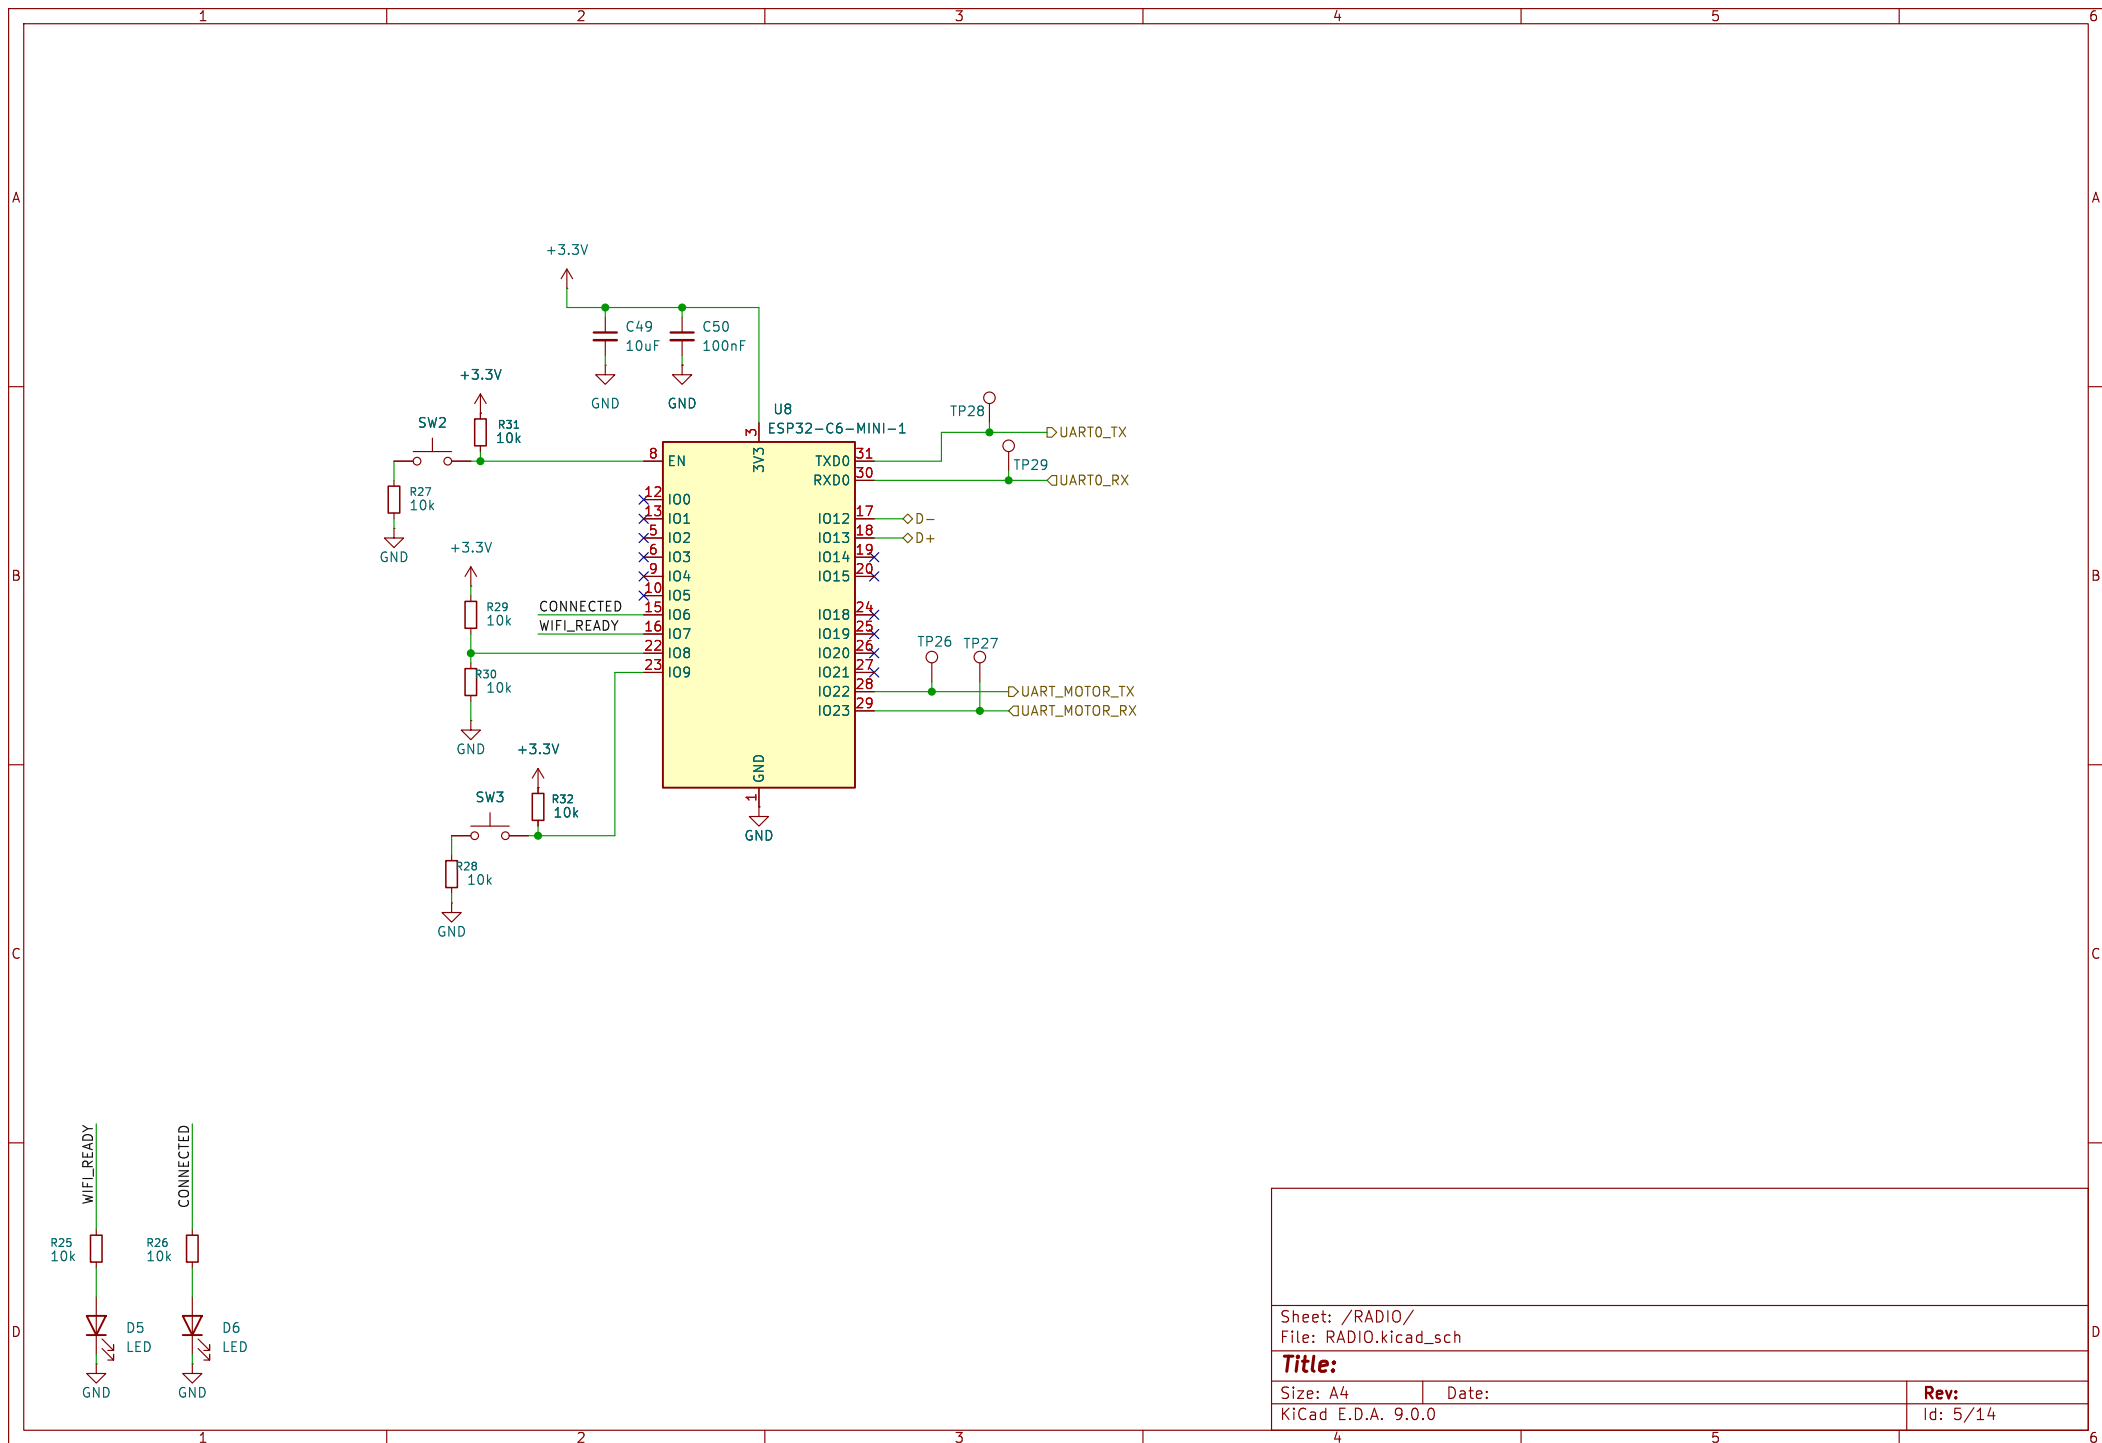 1 2 3 4 5 6
A A
+3.3V
C49 C50
10uF 100nF
+3.3V
GND GND
U8
TP28
SW2 R31
10k
ESP32-C6-MINI-1
3
UART0_TX
8 EN 3V3 TXD0 31
TP29
30 RXD0 UART0_RX
R27
10k
12 IO0
13 IO1 IO12 17 D-
5 IO2 IO13 18 D+
GND
+3.3V
6 IO3 IO14 19
B 9 IO4 IO15 20 B
10 IO5
R29 CONNECTED 15 IO6 IO18 24
10k
WIFI_READY 16 IO7 IO19 25
TP26 TP27
22 IO8 IO20 26
R30 23 IO9 IO21 27
10k
IO22 28 UART_MOTOR_TX
IO23 29 UART_MOTOR_RX
GND +3.3V
GND
1
SW3 R32
10k
GND
R28
10k
GND
C C
WIFI_READY CONNECTED
R25 R26
10k 10k
D5 D6
LED LED
GND GND
D D
Sheet: /RADIO/
File: RADIO.kicad_sch
Title:
Size: A4 Date: Rev:
KiCad E.D.A. 9.0.0 Id: 5/14
1 2 3 4 5 6